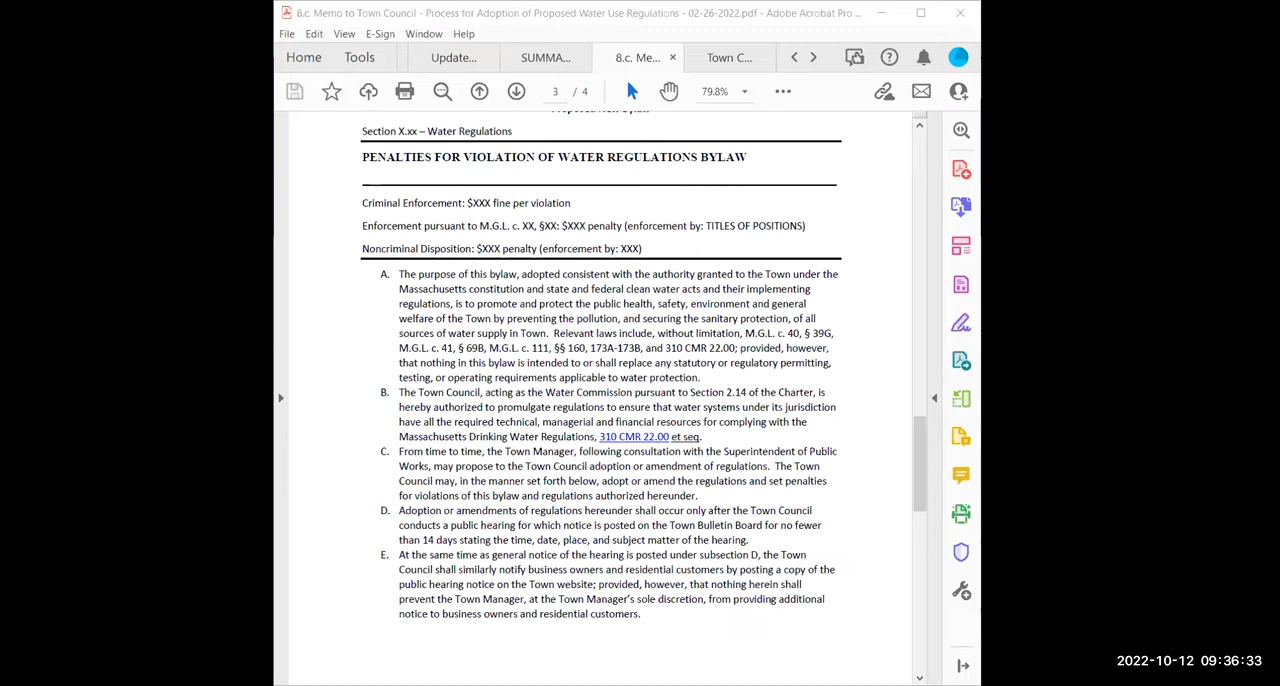 8.c. Memo to Town Council - Process for Adoption of Proposed Water Use Regulations - 02-26-2022.pdf - Adobe Acrobat Pro ...
File Edit View E-Sign Window Help
Home Tools Update... SUMMA... 8.c. Me... × Town C...
3 / 4 79.8%
Section X.xx – Water Regulations
PENALTIES FOR VIOLATION OF WATER REGULATIONS BYLAW
Criminal Enforcement: $XXX fine per violation
Enforcement pursuant to M.G.L. c. XX, §XX: $XXX penalty (enforcement by: TITLES OF POSITIONS)
Noncriminal Disposition: $XXX penalty (enforcement by: XXX)
A. The purpose of this bylaw, adopted consistent with the authority granted to the Town under the
Massachusetts constitution and state and federal clean water acts and their implementing
regulations, is to promote and protect the public health, safety, environment and general
welfare of the Town by preventing the pollution, and securing the sanitary protection, of all
sources of water supply in Town. Relevant laws include, without limitation, M.G.L. c. 40, § 39G,
M.G.L. c. 41, § 69B, M.G.L. c. 111, §§ 160, 173A-173B, and 310 CMR 22.00; provided, however,
that nothing in this bylaw is intended to or shall replace any statutory or regulatory permitting,
testing, or operating requirements applicable to water protection.
B. The Town Council, acting as the Water Commission pursuant to Section 2.14 of the Charter, is
hereby authorized to promulgate regulations to ensure that water systems under its jurisdiction
have all the required technical, managerial and financial resources for complying with the
Massachusetts Drinking Water Regulations, 310 CMR 22.00 et seq.
C. From time to time, the Town Manager, following consultation with the Superintendent of Public
Works, may propose to the Town Council adoption or amendment of regulations. The Town
Council may, in the manner set forth below, adopt or amend the regulations and set penalties
for violations of this bylaw and regulations authorized hereunder.
D. Adoption or amendments of regulations hereunder shall occur only after the Town Council
conducts a public hearing for which notice is posted on the Town Bulletin Board for no fewer
than 14 days stating the time, date, place, and subject matter of the hearing.
E. At the same time as general notice of the hearing is posted under subsection D, the Town
Council shall similarly notify business owners and residential customers by posting a copy of the
public hearing notice on the Town website; provided, however, that nothing herein shall
prevent the Town Manager, at the Town Manager's sole discretion, from providing additional
notice to business owners and residential customers.
2022-10-12 09:36:33